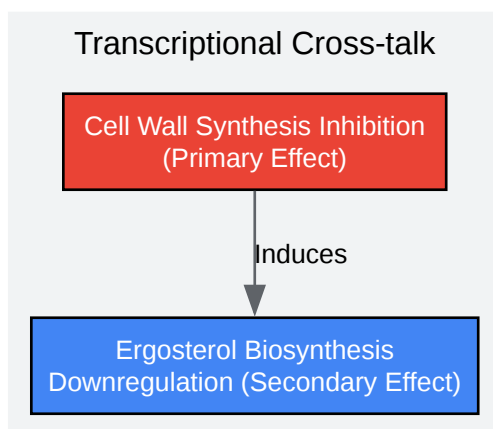 Transcriptional Cross-talk
Cell Wall Synthesis Inhibition
(Primary Effect)
Induces
Ergosterol Biosynthesis
Downregulation (Secondary Effect)